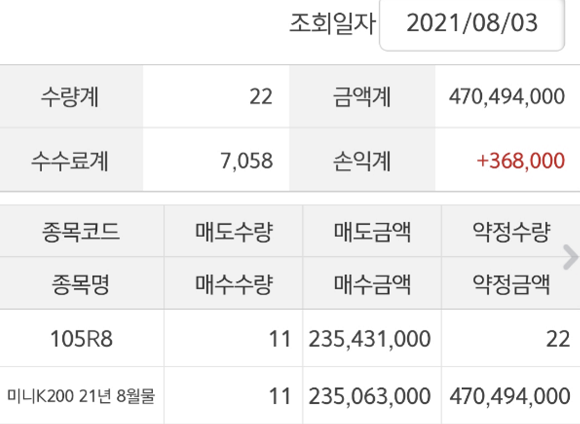 조회일자 2021/08/03
수량계 22 금액계 470,494,000
수수료계 7,058 손익계 +368,000
종목코드 매도수량 매도금액 약정수량
종목명 매수수량 매수금액 약정금액
105R8 11 235,431,000 22
미니K200 21년 8월물 11 235,063,000 470,494,000